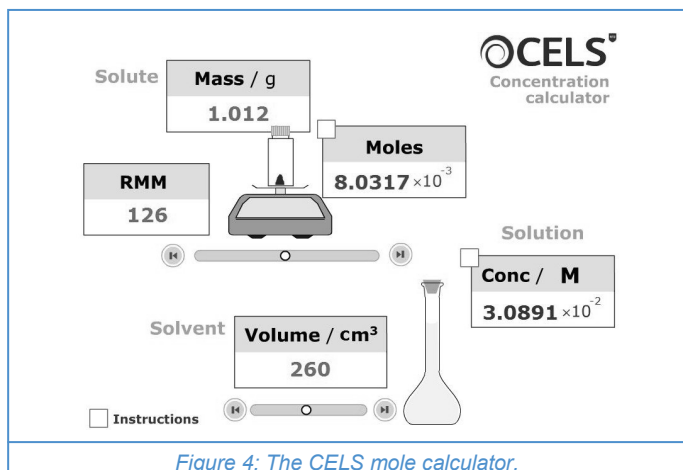 CELS
Concentration
calculator
Solute
Mass / g
1.012
Moles
8.0317 ×10-3
RMM
126
Solution
Conc / M
3.0891 ×10-2
Solvent
Volume / cm³
260
Instructions
Figure 4: The CELS mole calculator.